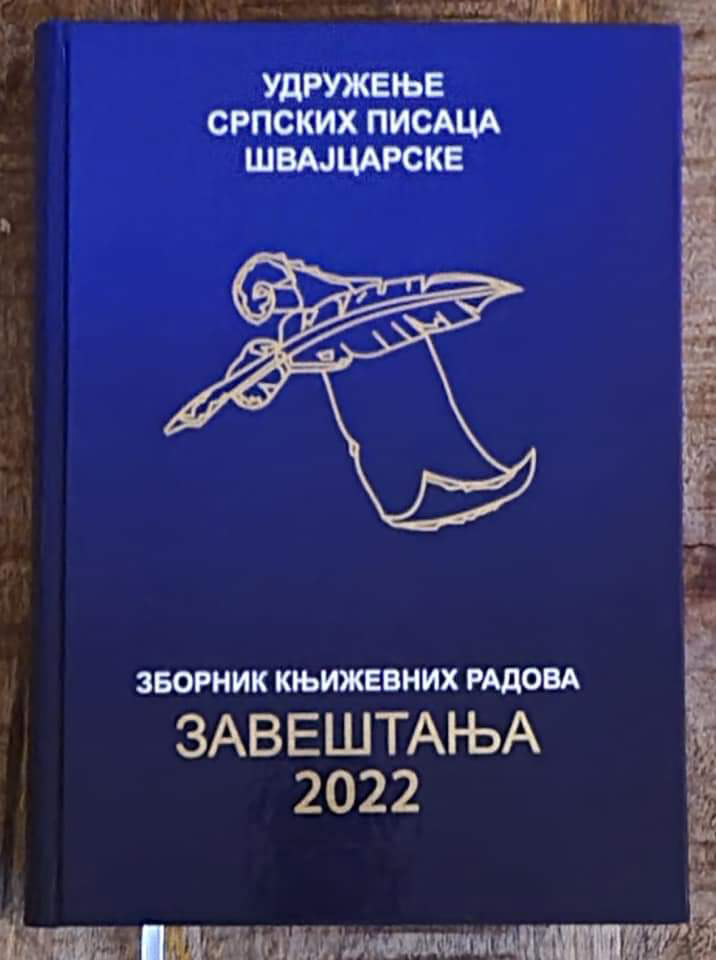 УДРУЖЕЊЕ
СРПСКИХ ПИСАЦА
ШВАЈЦАРСКЕ
ЗБОРНИК КЊИЖЕВНИХ РАДОВА
ЗАВЕШТАЊА
2022